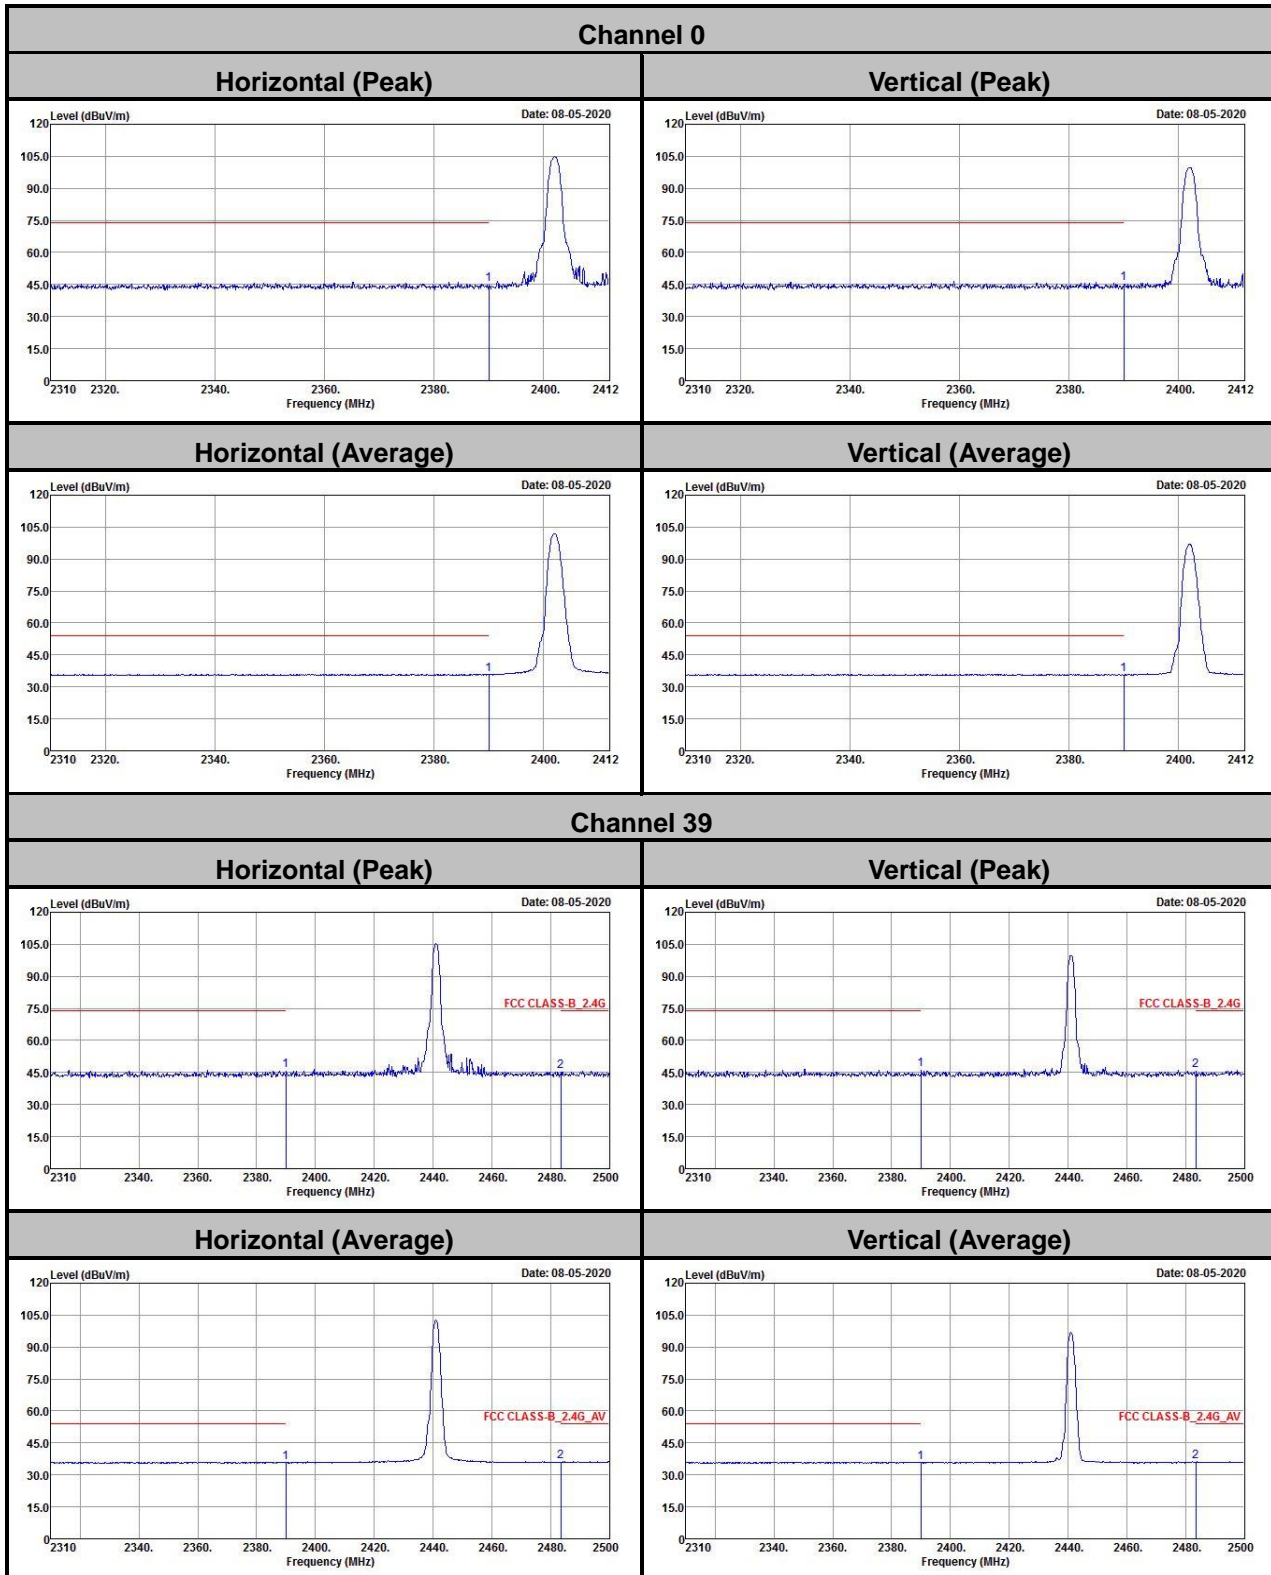 Channel 0
Horizontal (Peak) Vertical (Peak)
Level (dBuV/m) Date: 08-05-2020
120
105.0
90.0
75.0
60.0
45.0
30.0
15.0
0
1
2310 2320. 2340. 2360. 2380. 2400. 2412
Frequency (MHz)
Level (dBuV/m) Date: 08-05-2020
120
105.0
90.0
75.0
60.0
45.0
30.0
15.0
0
1
2310 2320. 2340. 2360. 2380. 2400. 2412
Frequency (MHz)
Horizontal (Average) Vertical (Average)
Level (dBuV/m) Date: 08-05-2020
120
105.0
90.0
75.0
60.0
45.0
30.0
15.0
0
1
2310 2320. 2340. 2360. 2380. 2400. 2412
Frequency (MHz)
Level (dBuV/m) Date: 08-05-2020
120
105.0
90.0
75.0
60.0
45.0
30.0
15.0
0
1
2310 2320. 2340. 2360. 2380. 2400. 2412
Frequency (MHz)
Channel 39
Horizontal (Peak) Vertical (Peak)
Level (dBuV/m) Date: 08-05-2020
120
105.0
90.0
75.0
60.0
45.0
30.0
15.0
0
FCC CLASS-B_2.4G
1 2
2310 2340. 2360. 2380. 2400. 2420. 2440. 2460. 2480. 2500
Frequency (MHz)
Level (dBuV/m) Date: 08-05-2020
120
105.0
90.0
75.0
60.0
45.0
30.0
15.0
0
FCC CLASS-B_2.4G
1 2
2310 2340. 2360. 2380. 2400. 2420. 2440. 2460. 2480. 2500
Frequency (MHz)
Horizontal (Average) Vertical (Average)
Level (dBuV/m) Date: 08-05-2020
120
105.0
90.0
75.0
60.0
45.0
30.0
15.0
0
FCC CLASS-B_2.4G_AV
1 2
2310 2340. 2360. 2380. 2400. 2420. 2440. 2460. 2480. 2500
Frequency (MHz)
Level (dBuV/m) Date: 08-05-2020
120
105.0
90.0
75.0
60.0
45.0
30.0
15.0
0
FCC CLASS-B_2.4G_AV
1 2
2310 2340. 2360. 2380. 2400. 2420. 2440. 2460. 2480. 2500
Frequency (MHz)